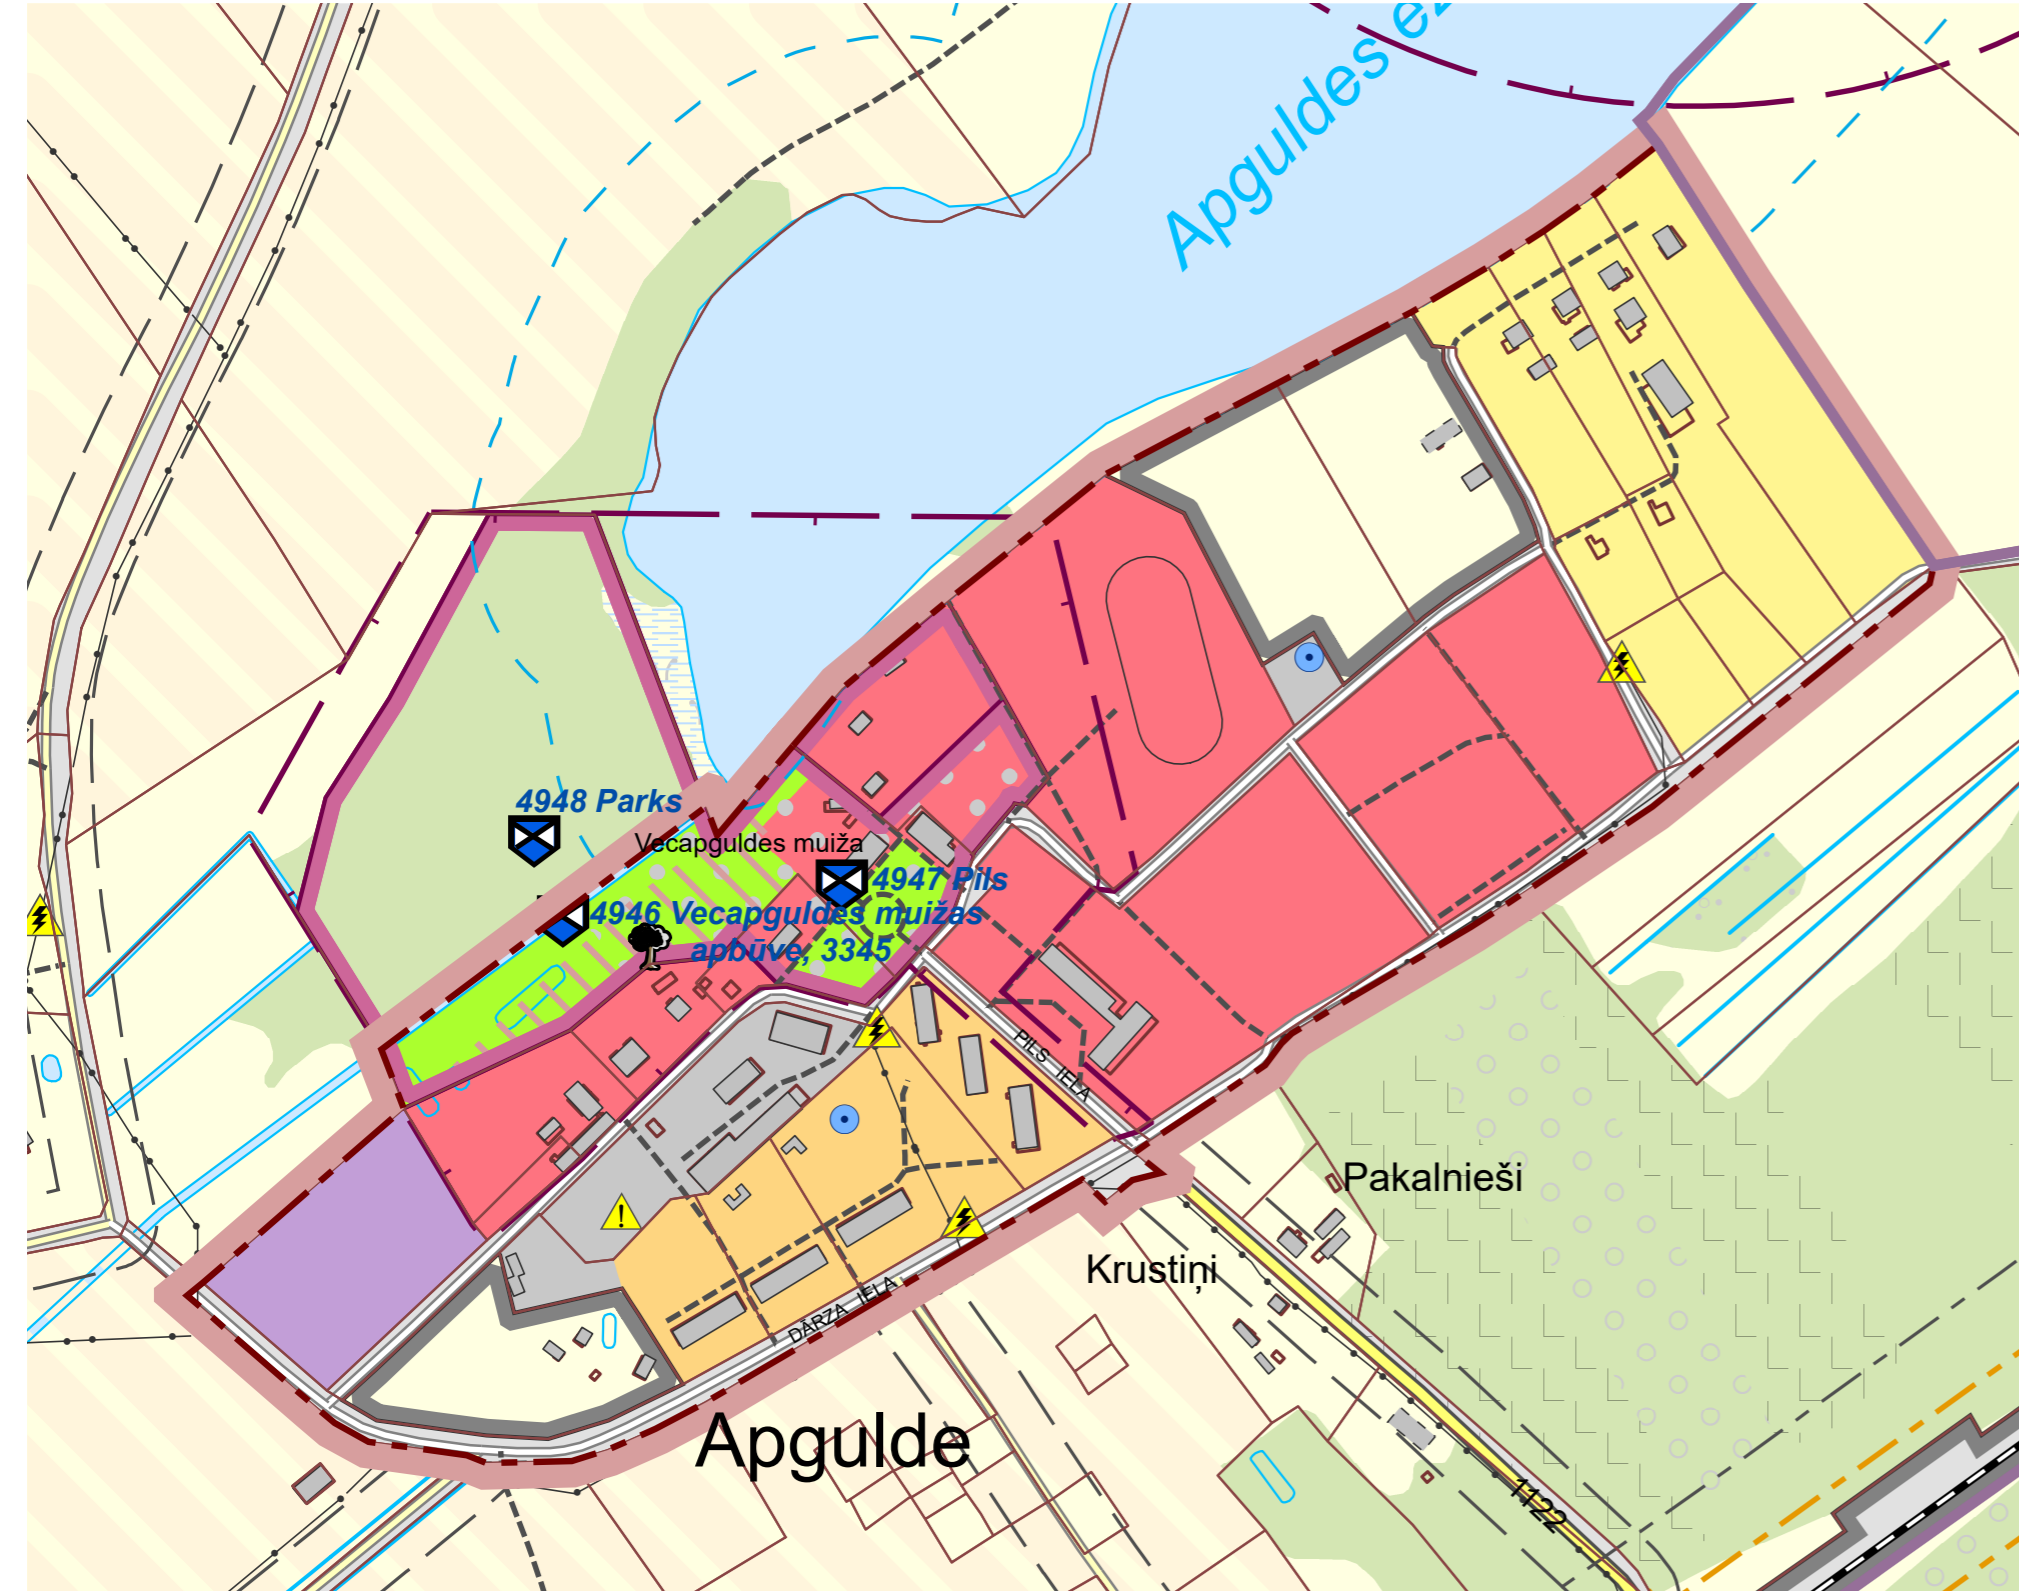 Apguldes ez
4948 Parks
Vecapguldes muiža
4947 Pils
4946 Vecapguldes muižas
apbūve, 3345
PILS IELA
Pakalnieši
Krustiņi
DĀRZA IELA
Apgulde
1122